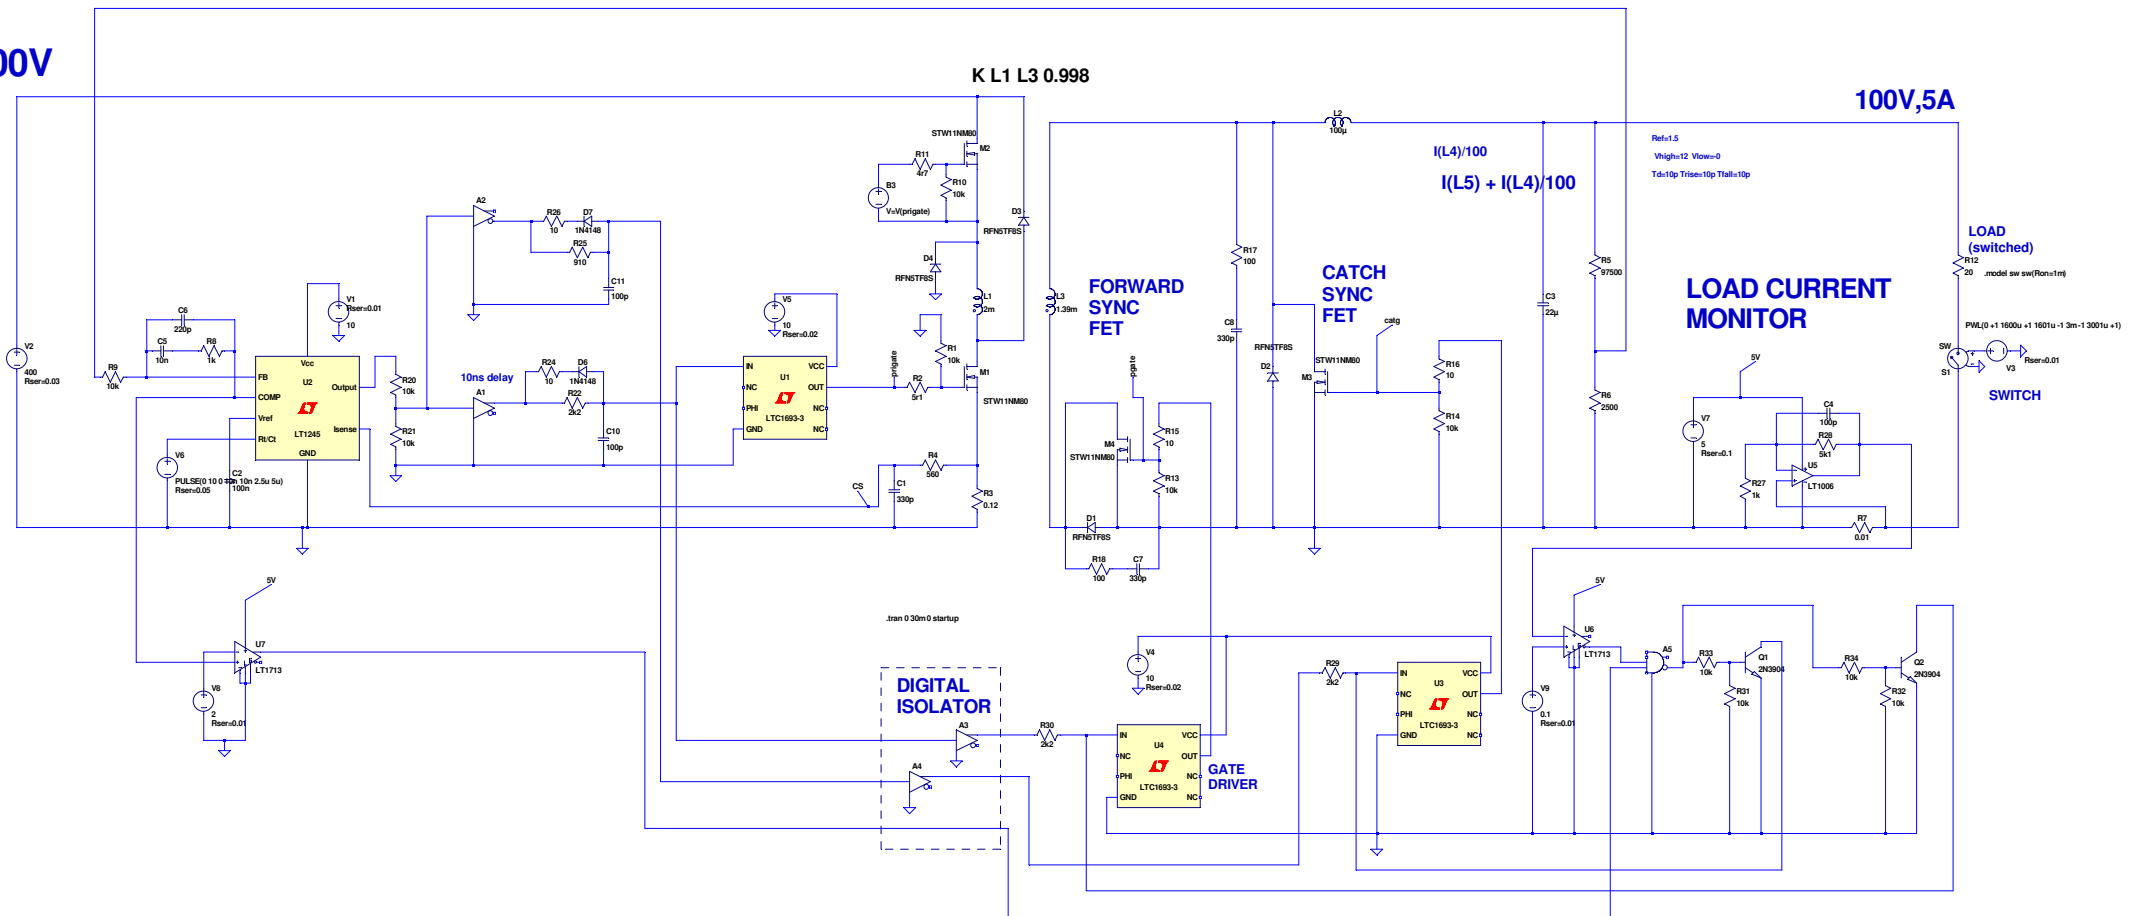 00V
K L1 L3 0.998
100V,5A
L2
100µ
Ref=1.5
Vhigh=12 Vlow=-0
Td=10p Trise=10p Tfall=10p
I(L4)/100
I(L5) + I(L4)/100
STW11NM80
M2
R11
4r7
R10
10k
B3
V=V(prigate)
D3
RFN5TF8S
D4
RFN5TF8S
A2
R26
10
D7
1N4148
R25
910
C11
100p
R17
100
R5
97500
LOAD
(switched)
R12
20
.model sw sw(Ron=1m)
FORWARD
SYNC
FET
CATCH
SYNC
FET
LOAD CURRENT
MONITOR
V1
Rser=0.01
10
V5
10
Rser=0.02
L1
2m
L3
1.39m
C8
330p
C3
22µ
catg
PWL(0 +1 1600u +1 1601u -1 3m -1 3001u +1)
C6
220p
C5
10n
R8
1k
V2
400
Rser=0.03
R9
10k
Vcc
U2
FB
COMP
Vref
Rt/Ct
Output
Isense
LT1245
GND
R20
10k
R21
10k
10ns delay
A1
R24
10
D6
1N4148
R22
2k2
C10
100p
IN
NC
PHI
GND
U1
LTC1693-3
VCC
OUT
NC
NC
prigate
R1
10k
R2
5r1
M1
STW11NM80
RFN5TF8S
D2
STW11NM80
M3
R16
10
R14
10k
R6
2500
5V
SW
S1
V3
Rser=0.01
SWITCH
pgate
M4
STW11NM80
R15
10
R13
10k
V7
5
Rser=0.1
C4
100p
R28
5k1
U5
LT1006
R27
1k
R7
0.01
V6
PULSE(0 10 0 10n 10n 2.5u 5u)
Rser=0.05
C2
100n
CS
C1
330p
R4
560
R3
0.12
D1
RFN5TF8S
R18
100
C7
330p
5V
U7
LT1713
V8
2
Rser=0.01
.tran 0 30m 0 startup
DIGITAL
ISOLATOR
A3
A4
R30
2k2
V4
10
Rser=0.02
IN
NC
PHI
GND
U4
LTC1693-3
VCC
OUT
NC
NC
GATE
DRIVER
R29
2k2
IN
NC
PHI
GND
U3
LTC1693-3
VCC
OUT
NC
NC
5V
U6
LT1713
V9
0.1
Rser=0.01
A5
R33
10k
Q1
2N3904
R31
10k
R34
10k
Q2
2N3904
R32
10k